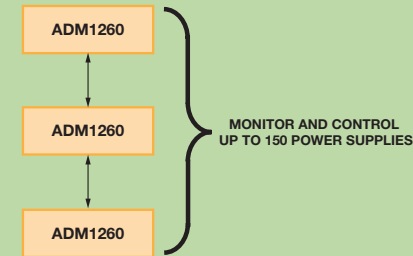 ADM1260
ADM1260
MONITOR AND CONTROL
UP TO 150 POWER SUPPLIES
ADM1260